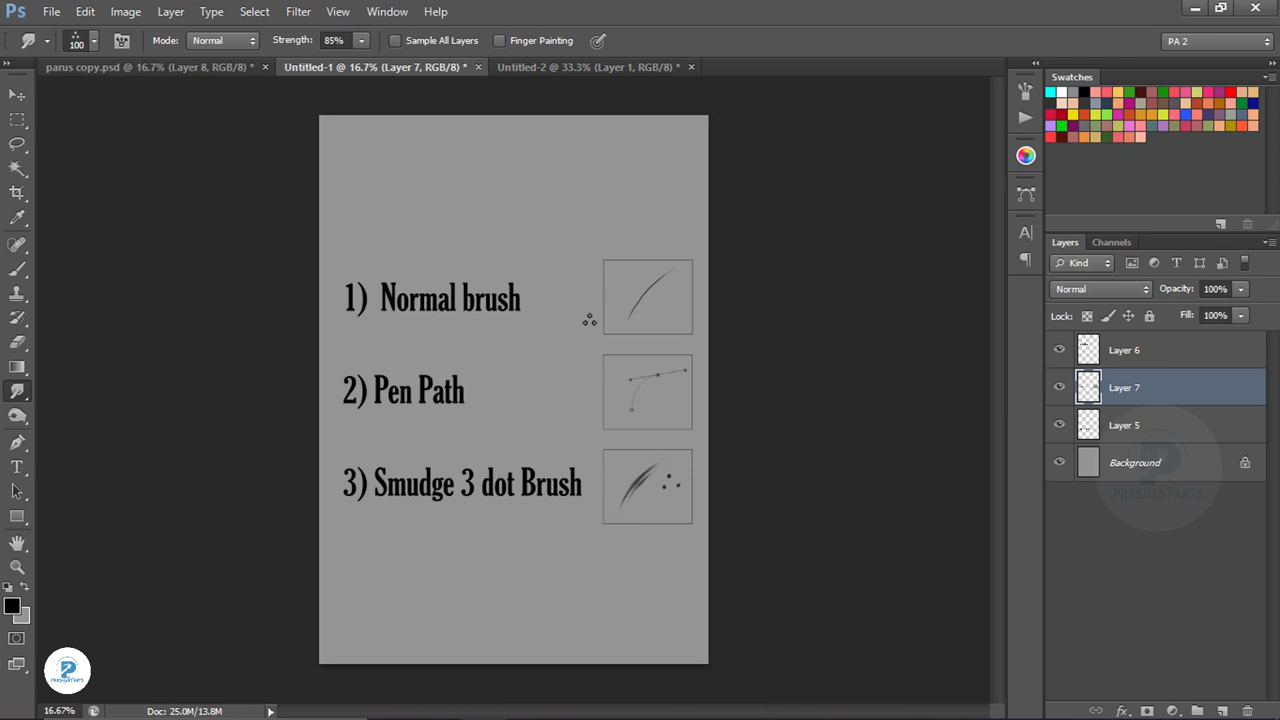 Ps File Edit Image Layer Type Select Filter View Window Help
100 Mode: Normal Strength: 85% Sample All Layers Finger Painting PA 2
parus copy.psd @ 16.7% (Layer 8, RGB/8) * Untitled-1 @ 16.7% (Layer 7, RGB/8) * Untitled-2 @ 33.3% (Layer 1, RGB/8) *
Swatches
1) Normal brush
2) Pen Path
3) Smudge 3 dot Brush
Layers Channels
Kind
Normal Opacity: 100%
Lock: Fill: 100%
Layer 6
Layer 7
Layer 5
Background
PRASHANT ARTS
PRASHANT ARTS
16.67% Doc: 25.0M/13.8M